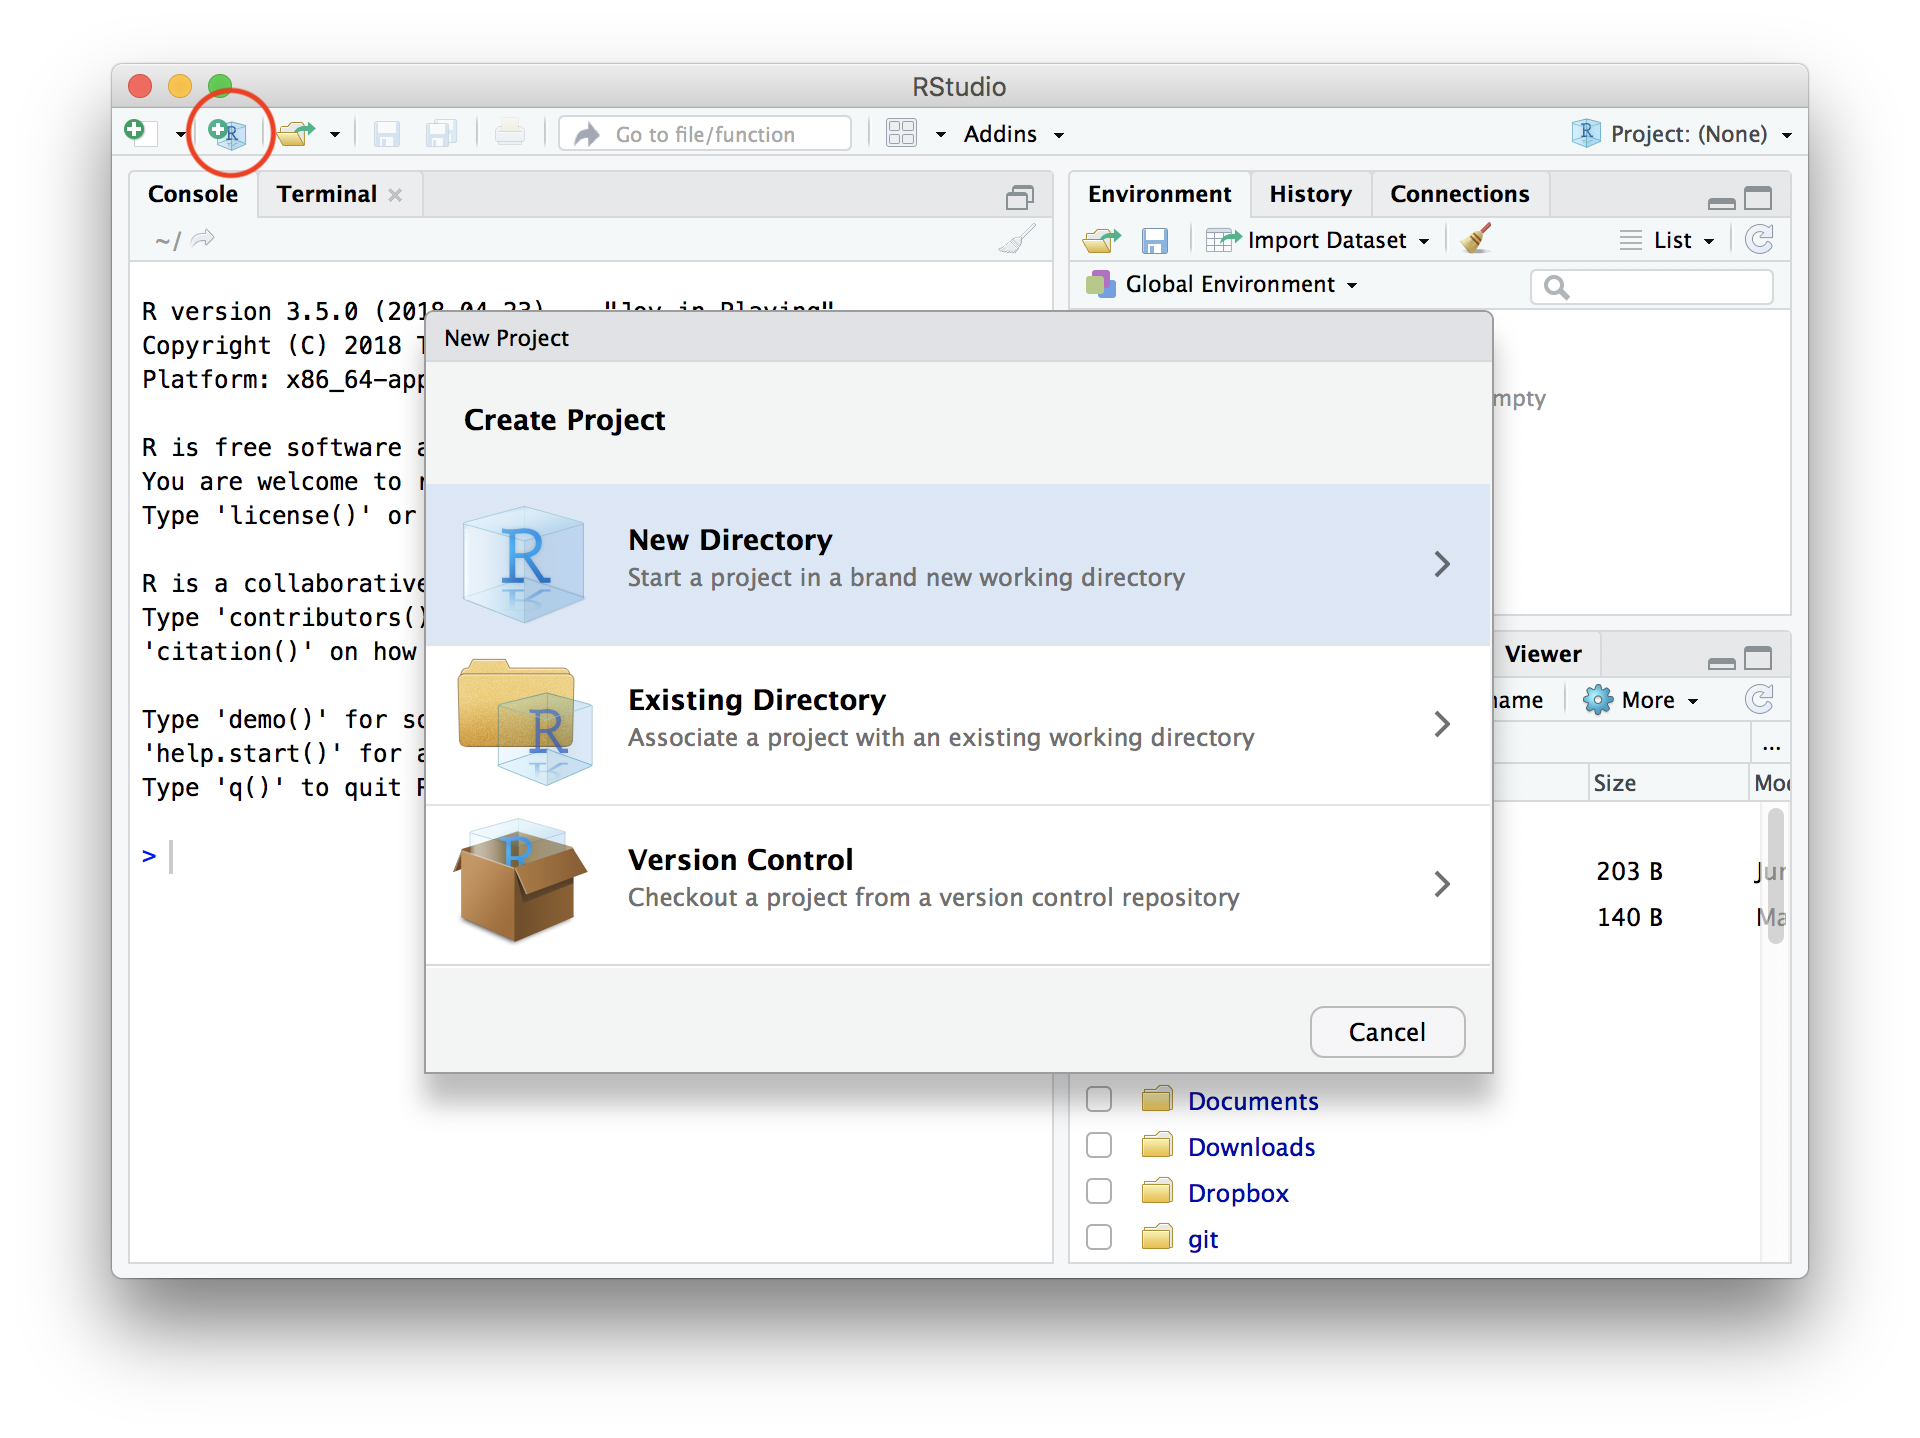 RStudio
Go to file/function
Addins
Project: (None)
Console
Terminal
~/
R version 3.5.0 (2018-04-23) -- "Joy in Playing"
Copyright (C) 2018
Platform: x86_64-app
R is free software
You are welcome to
Type 'license()' or
R is a collaborative
Type 'contributors()
'citation()' on how
Type 'demo()' for so
'help.start()' for a
Type 'q()' to quit R
>
Environment
History
Connections
Import Dataset
List
Global Environment
mpty
New Project
Create Project
New Directory
Start a project in a brand new working directory
Existing Directory
Associate a project with an existing working directory
Version Control
Checkout a project from a version control repository
Cancel
Viewer
name
More
...
Size
Mod
203 B
Jun
140 B
Ma
Documents
Downloads
Dropbox
git